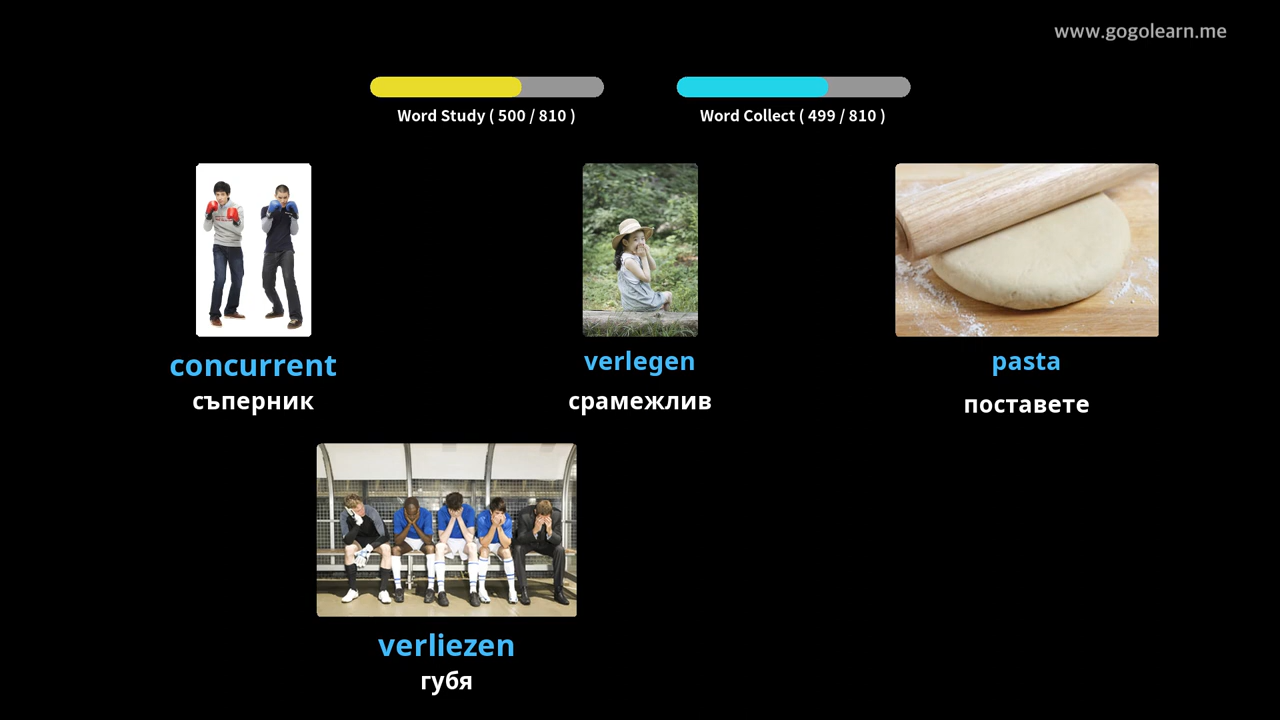 www.gogolearn.me
Word Study ( 500 / 810 )
Word Collect ( 499 / 810 )
concurrent
съперник
verlegen
срамежлив
pasta
поставете
verliezen
губя